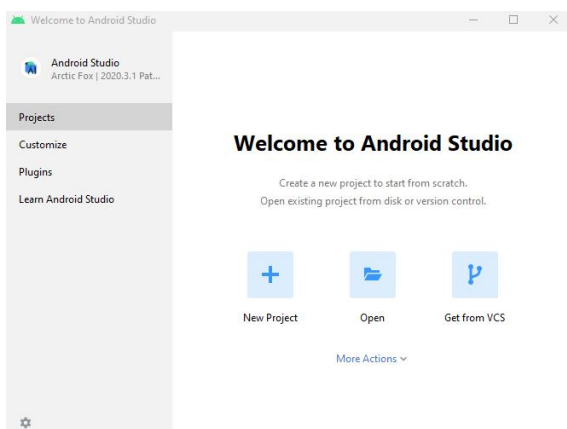 Welcome to Android Studio
Android Studio
Arctic Fox | 2020.3.1 Pat...
Projects
Customize
Plugins
Learn Android Studio
Welcome to Android Studio
Create a new project to start from scratch.
Open existing project from disk or version control.
New Project
Open
Get from VCS
More Actions